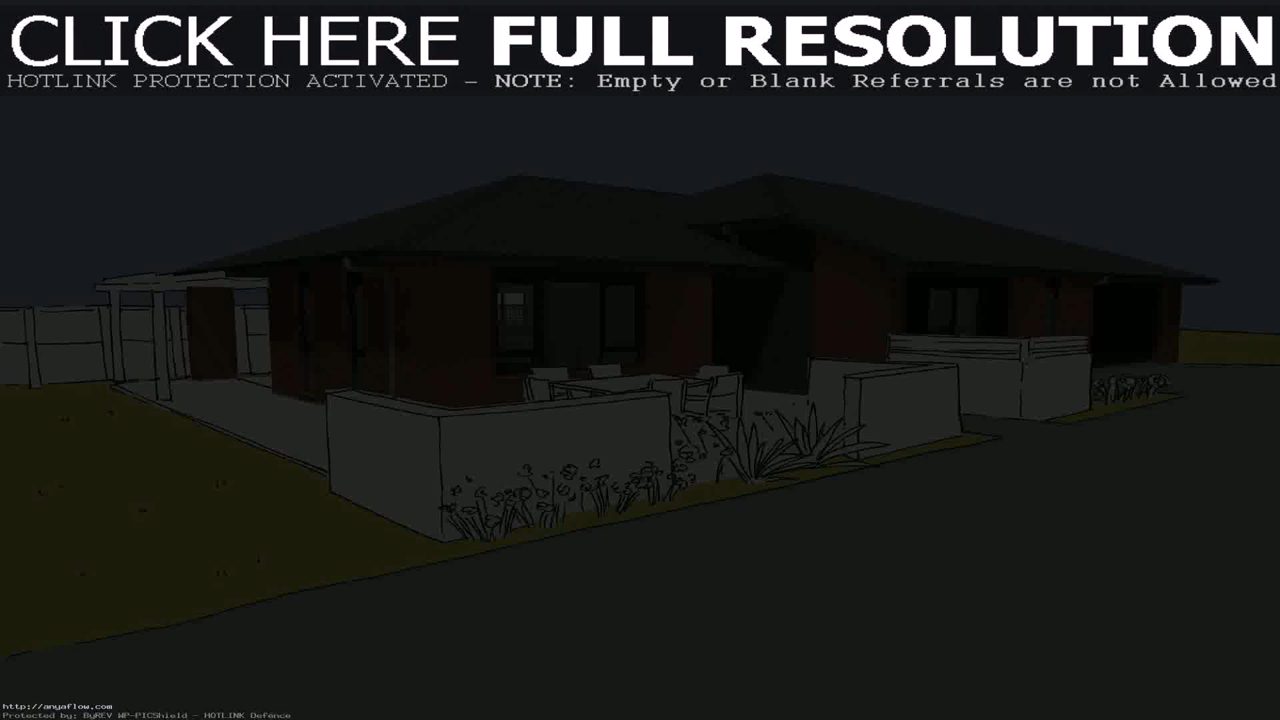 CLICK HERE FULL RESOLUTION
HOTLINK PROTECTION ACTIVATED - NOTE: Empty or Blank Referrals are not Allowed
http://anyaflow.com
Protected by: ByREV WP-PICShield - HOTLINK Defence